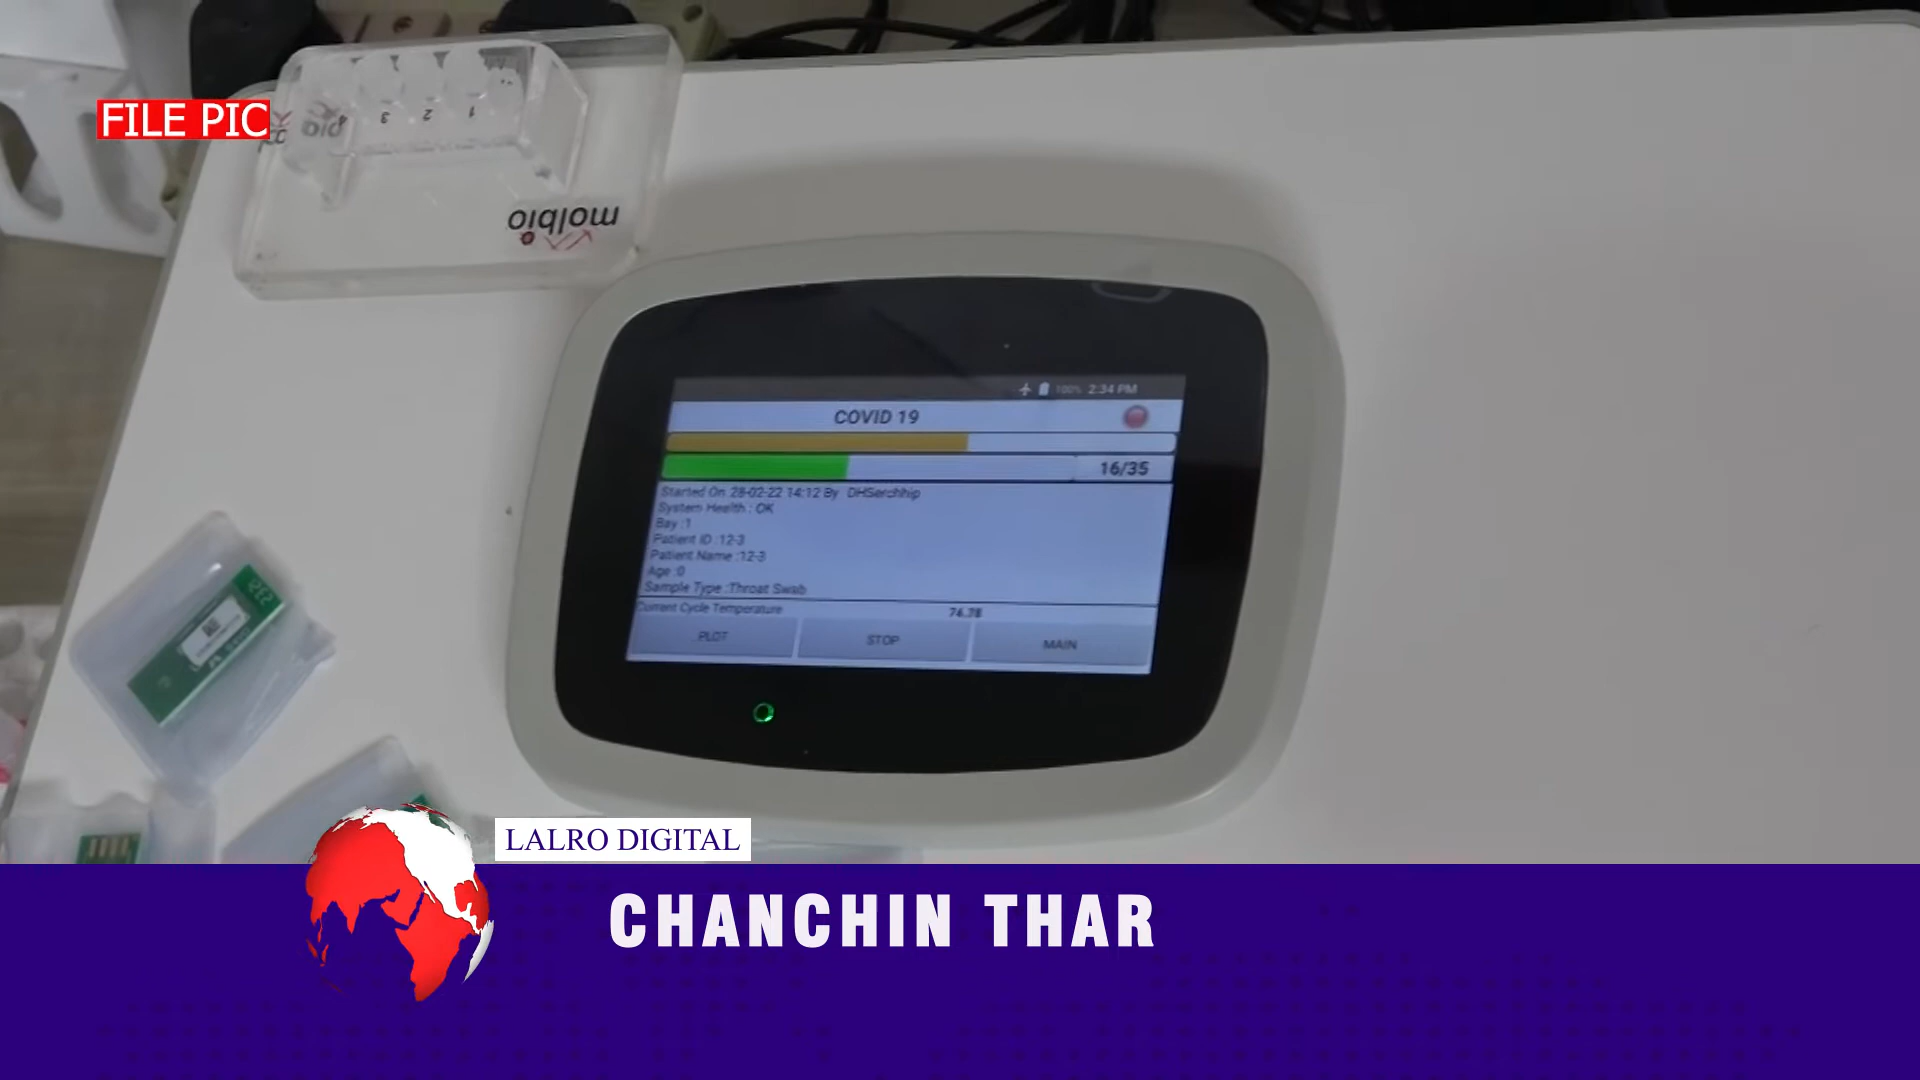 FILE PIC
4 3 2 1
bio
molbio
100% 2:34 PM
COVID 19
16/35
Started On 28-02-22 14:12 By DHSerchhip
System Health : OK
Bay :1
Patient ID :12-3
Patient Name :12-3
Age :0
Sample Type :Throat Swab
Current Cycle Temperature 74.78
PLOT STOP MAIN
LALRO DIGITAL
CHANCHIN THAR